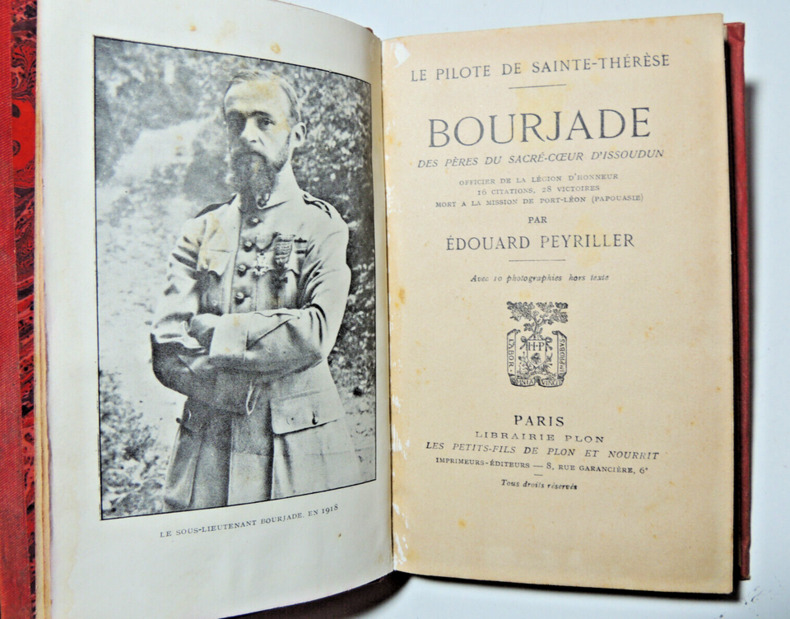 LE SOUS-LIEUTENANT BOURJADE, EN 1918
LE PILOTE DE SAINTE-THÉRÈSE
BOURJADE
DES PÈRES DU SACRÉ-CŒUR D'ISSOUDUN
OFFICIER DE LA LÉGION D'HONNEUR
16 CITATIONS, 28 VICTOIRES
MORT A LA MISSION DE PORT-LÉON (PAPOUASIE)
PAR
ÉDOUARD PEYRILLER
Avec 10 photographies hors texte
H·P
LABOR
PARIS
LIBRAIRIE PLON
LES PETITS-FILS DE PLON ET NOURRIT
IMPRIMEURS-ÉDITEURS — 8, RUE GARANCIÈRE, 6e
Tous droits réservés